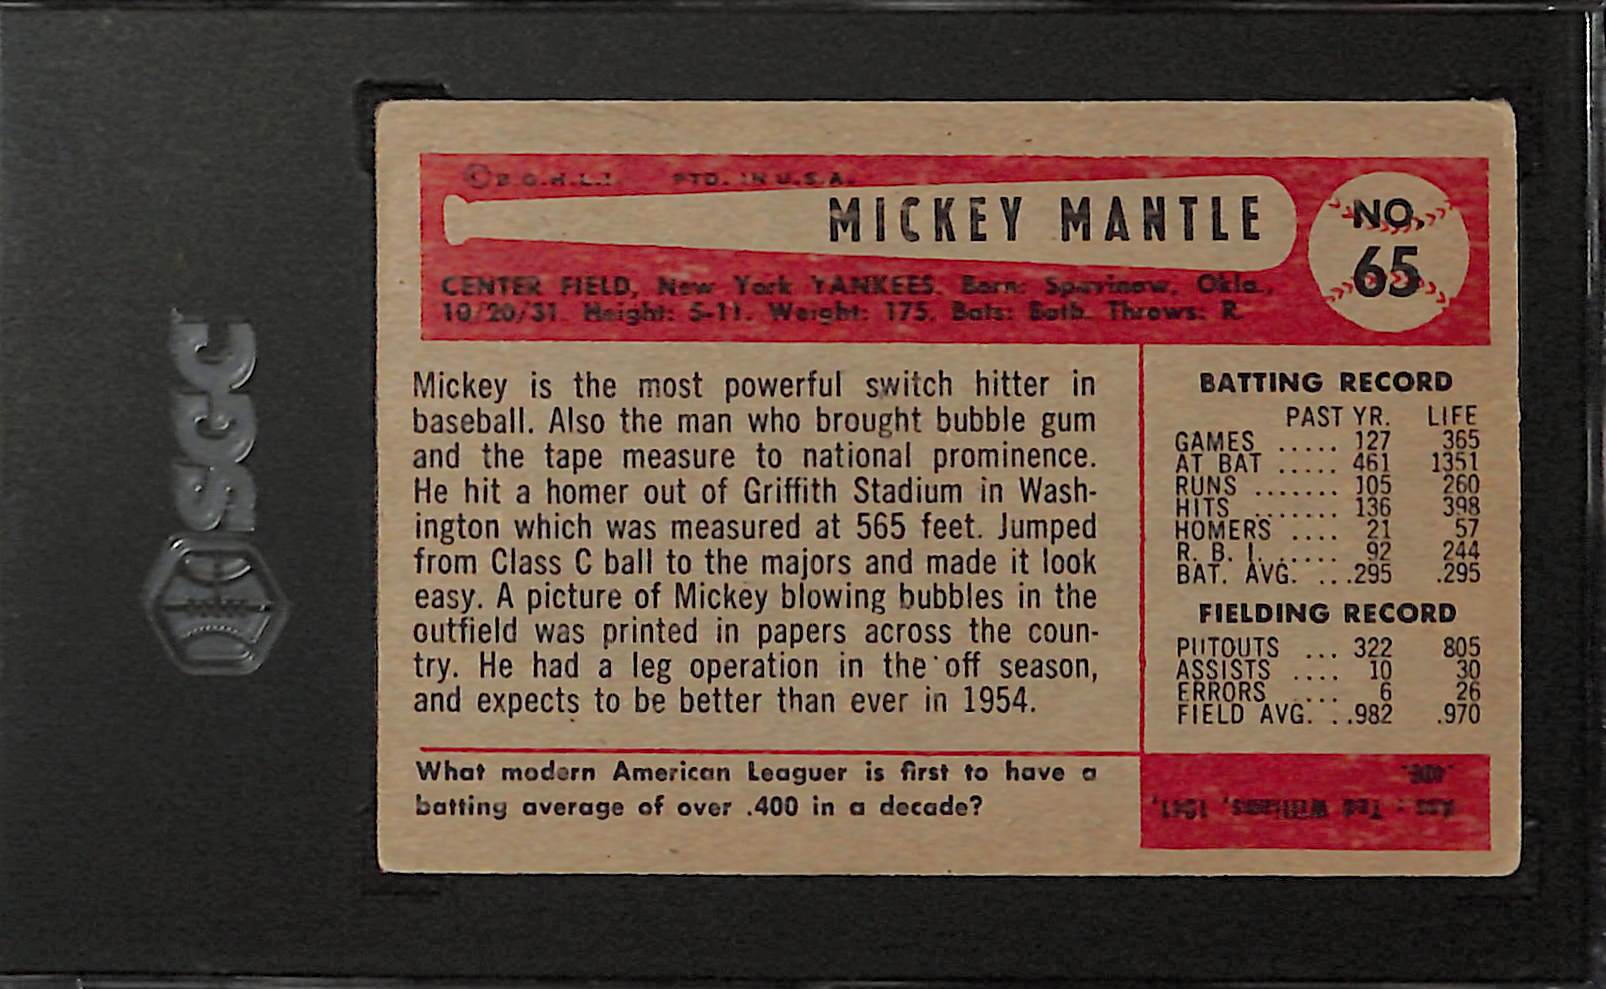 SGC
© B.G.H.L.I. PTD. IN U.S.A.
MICKEY MANTLE
NO.
65
CENTER FIELD, New York YANKEES. Born: Spavinaw, Okla.,
10/20/31. Height: 5-11. Weight: 175. Bats: Both. Throws: R.
Mickey is the most powerful switch hitter in
baseball. Also the man who brought bubble gum
and the tape measure to national prominence.
He hit a homer out of Griffith Stadium in Wash-
ington which was measured at 565 feet. Jumped
from Class C ball to the majors and made it look
easy. A picture of Mickey blowing bubbles in the
outfield was printed in papers across the coun-
try. He had a leg operation in the off season,
and expects to be better than ever in 1954.
What modern American Leaguer is first to have a
batting average of over .400 in a decade?
BATTING RECORD
PAST YR. LIFE
GAMES ..... 127 365
AT BAT ..... 461 1351
RUNS ....... 105 260
HITS ........ 136 398
HOMERS .... 21 57
R. B. I. ...... 92 244
BAT. AVG. ...295 .295
FIELDING RECORD
PUTOUTS ... 322 805
ASSISTS .... 10 30
ERRORS .... 6 26
FIELD AVG. ..982 .970
Ans - Ted Williams, 1941,
.406.